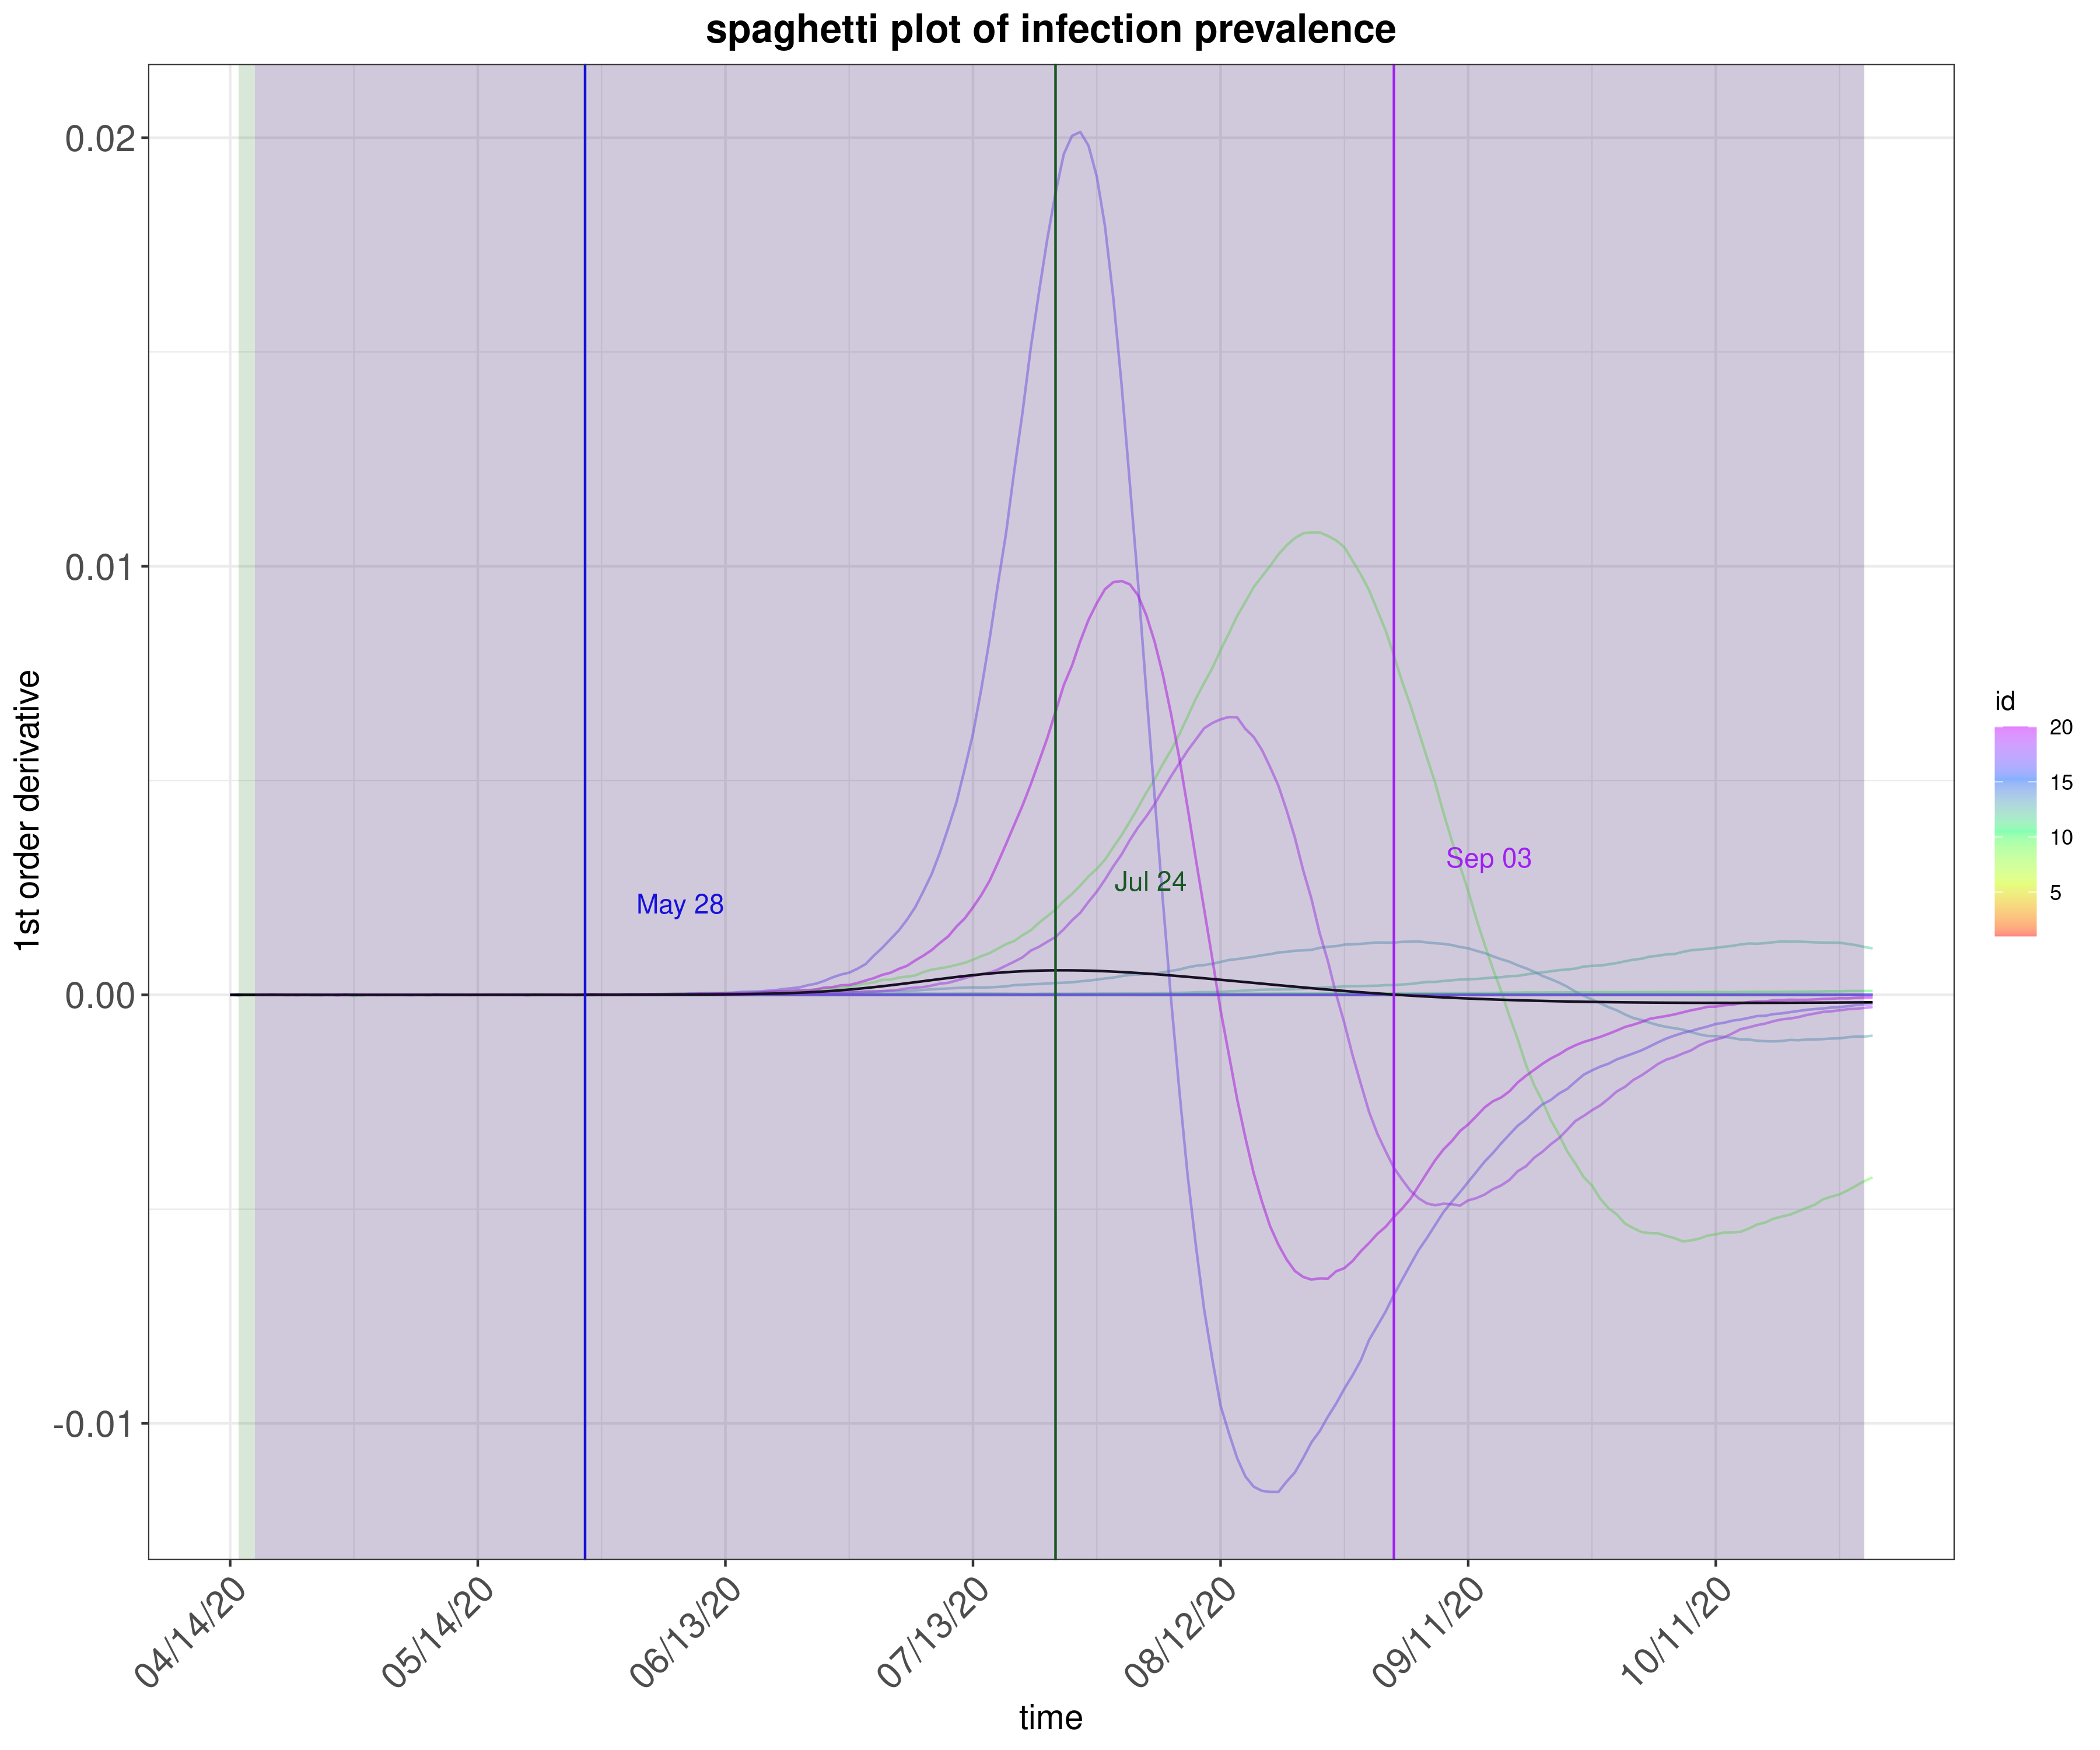 spaghetti plot of infection prevalence
1st order derivative
0.02
0.01
0.00
-0.01
May 28
Jul 24
Sep 03
id
20
15
10
5
04/14/20
05/14/20
06/13/20
07/13/20
08/12/20
09/11/20
10/11/20
time